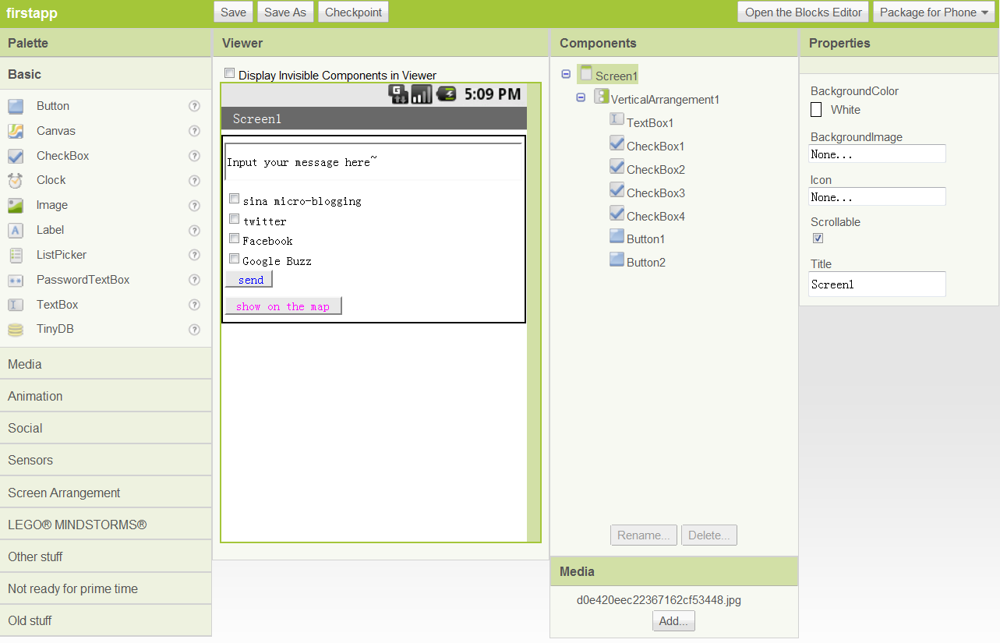 firstapp
Save
Save As
Checkpoint
Open the Blocks Editor
Package for Phone
Palette
Basic
Button ?
Canvas ?
CheckBox ?
Clock ?
Image ?
Label ?
ListPicker ?
PasswordTextBox ?
TextBox ?
TinyDB ?
Media
Animation
Social
Sensors
Screen Arrangement
LEGO® MINDSTORMS®
Other stuff
Not ready for prime time
Old stuff
Viewer
Display Invisible Components in Viewer
G 5:09 PM
Screen1
Input your message here~
sina micro-blogging
twitter
Facebook
Google Buzz
send
show on the map
Components
Screen1
VerticalArrangement1
TextBox1
CheckBox1
CheckBox2
CheckBox3
CheckBox4
Button1
Button2
Rename...
Delete...
Media
d0e420eec22367162cf53448.jpg
Add...
Properties
BackgroundColor
White
BackgroundImage
None...
Icon
None...
Scrollable
Title
Screen1